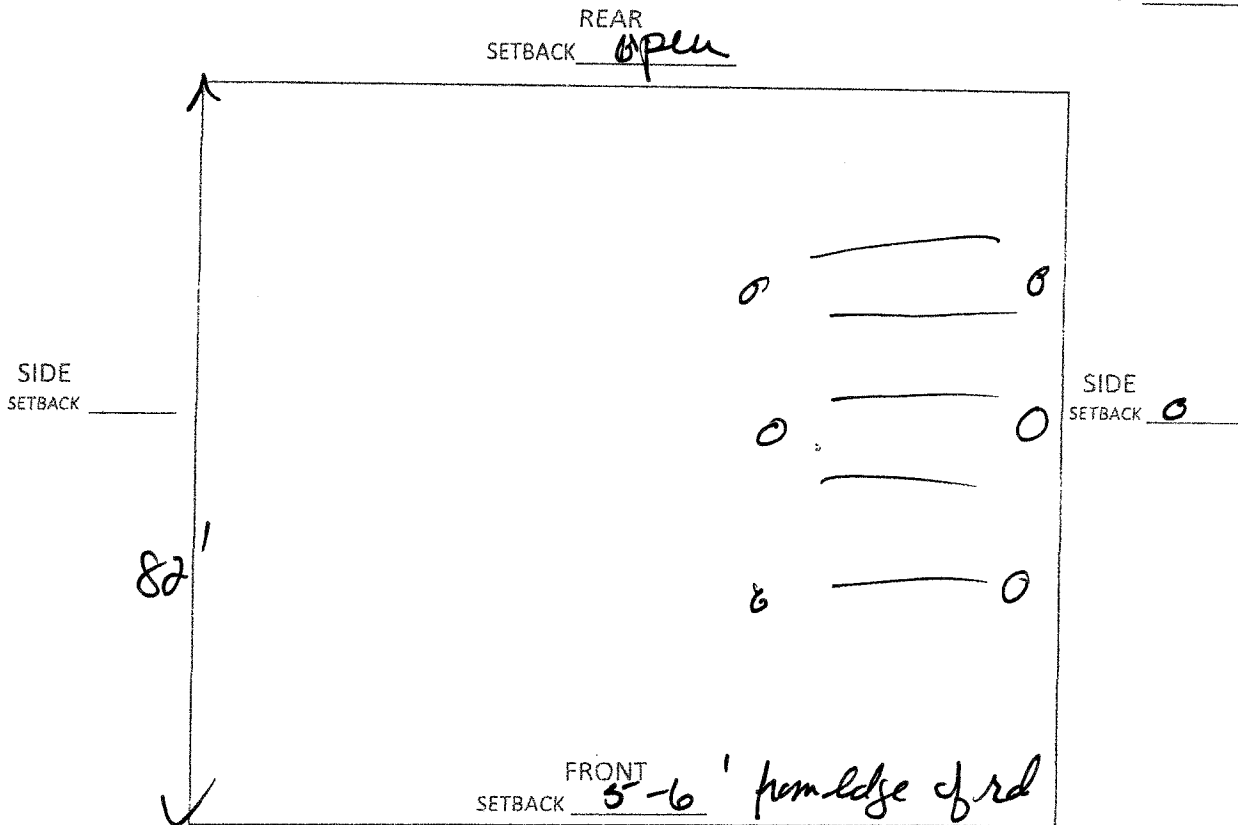 REAR
SETBACK open
SIDE
SETBACK
SIDE
SETBACK 0
82'
FRONT
SETBACK 5-6' from edge of rd